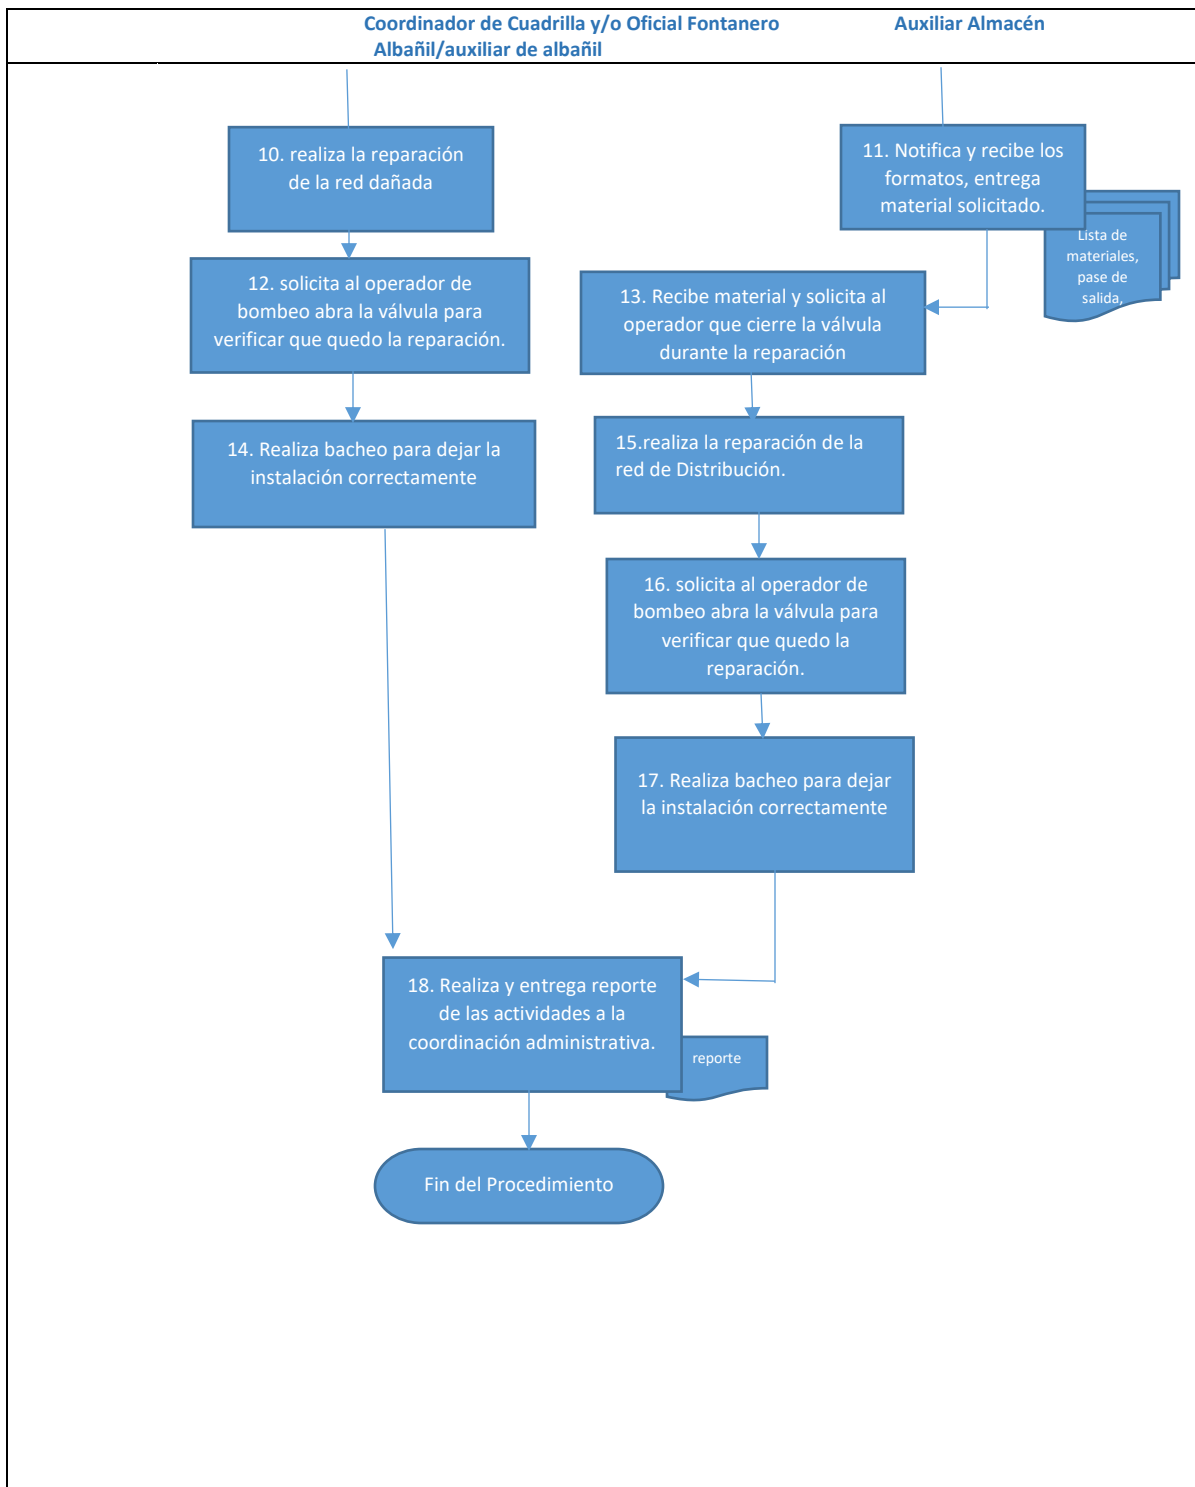 Coordinador de Cuadrilla y/o Oficial Fontanero
Albañil/auxiliar de albañil
Auxiliar Almacén
10. realiza la reparación
de la red dañada
11. Notifica y recibe los
formatos, entrega
material solicitado.
Lista de
materiales,
pase de
salida,
12. solicita al operador de
bombeo abra la válvula para
verificar que quedo la reparación.
13. Recibe material y solicita al
operador que cierre la válvula
durante la reparación
14. Realiza bacheo para dejar la
instalación correctamente
15.realiza la reparación de la
red de Distribución.
16. solicita al operador de
bombeo abra la válvula para
verificar que quedo la
reparación.
17. Realiza bacheo para dejar
la instalación correctamente
18. Realiza y entrega reporte
de las actividades a la
coordinación administrativa.
reporte
Fin del Procedimiento